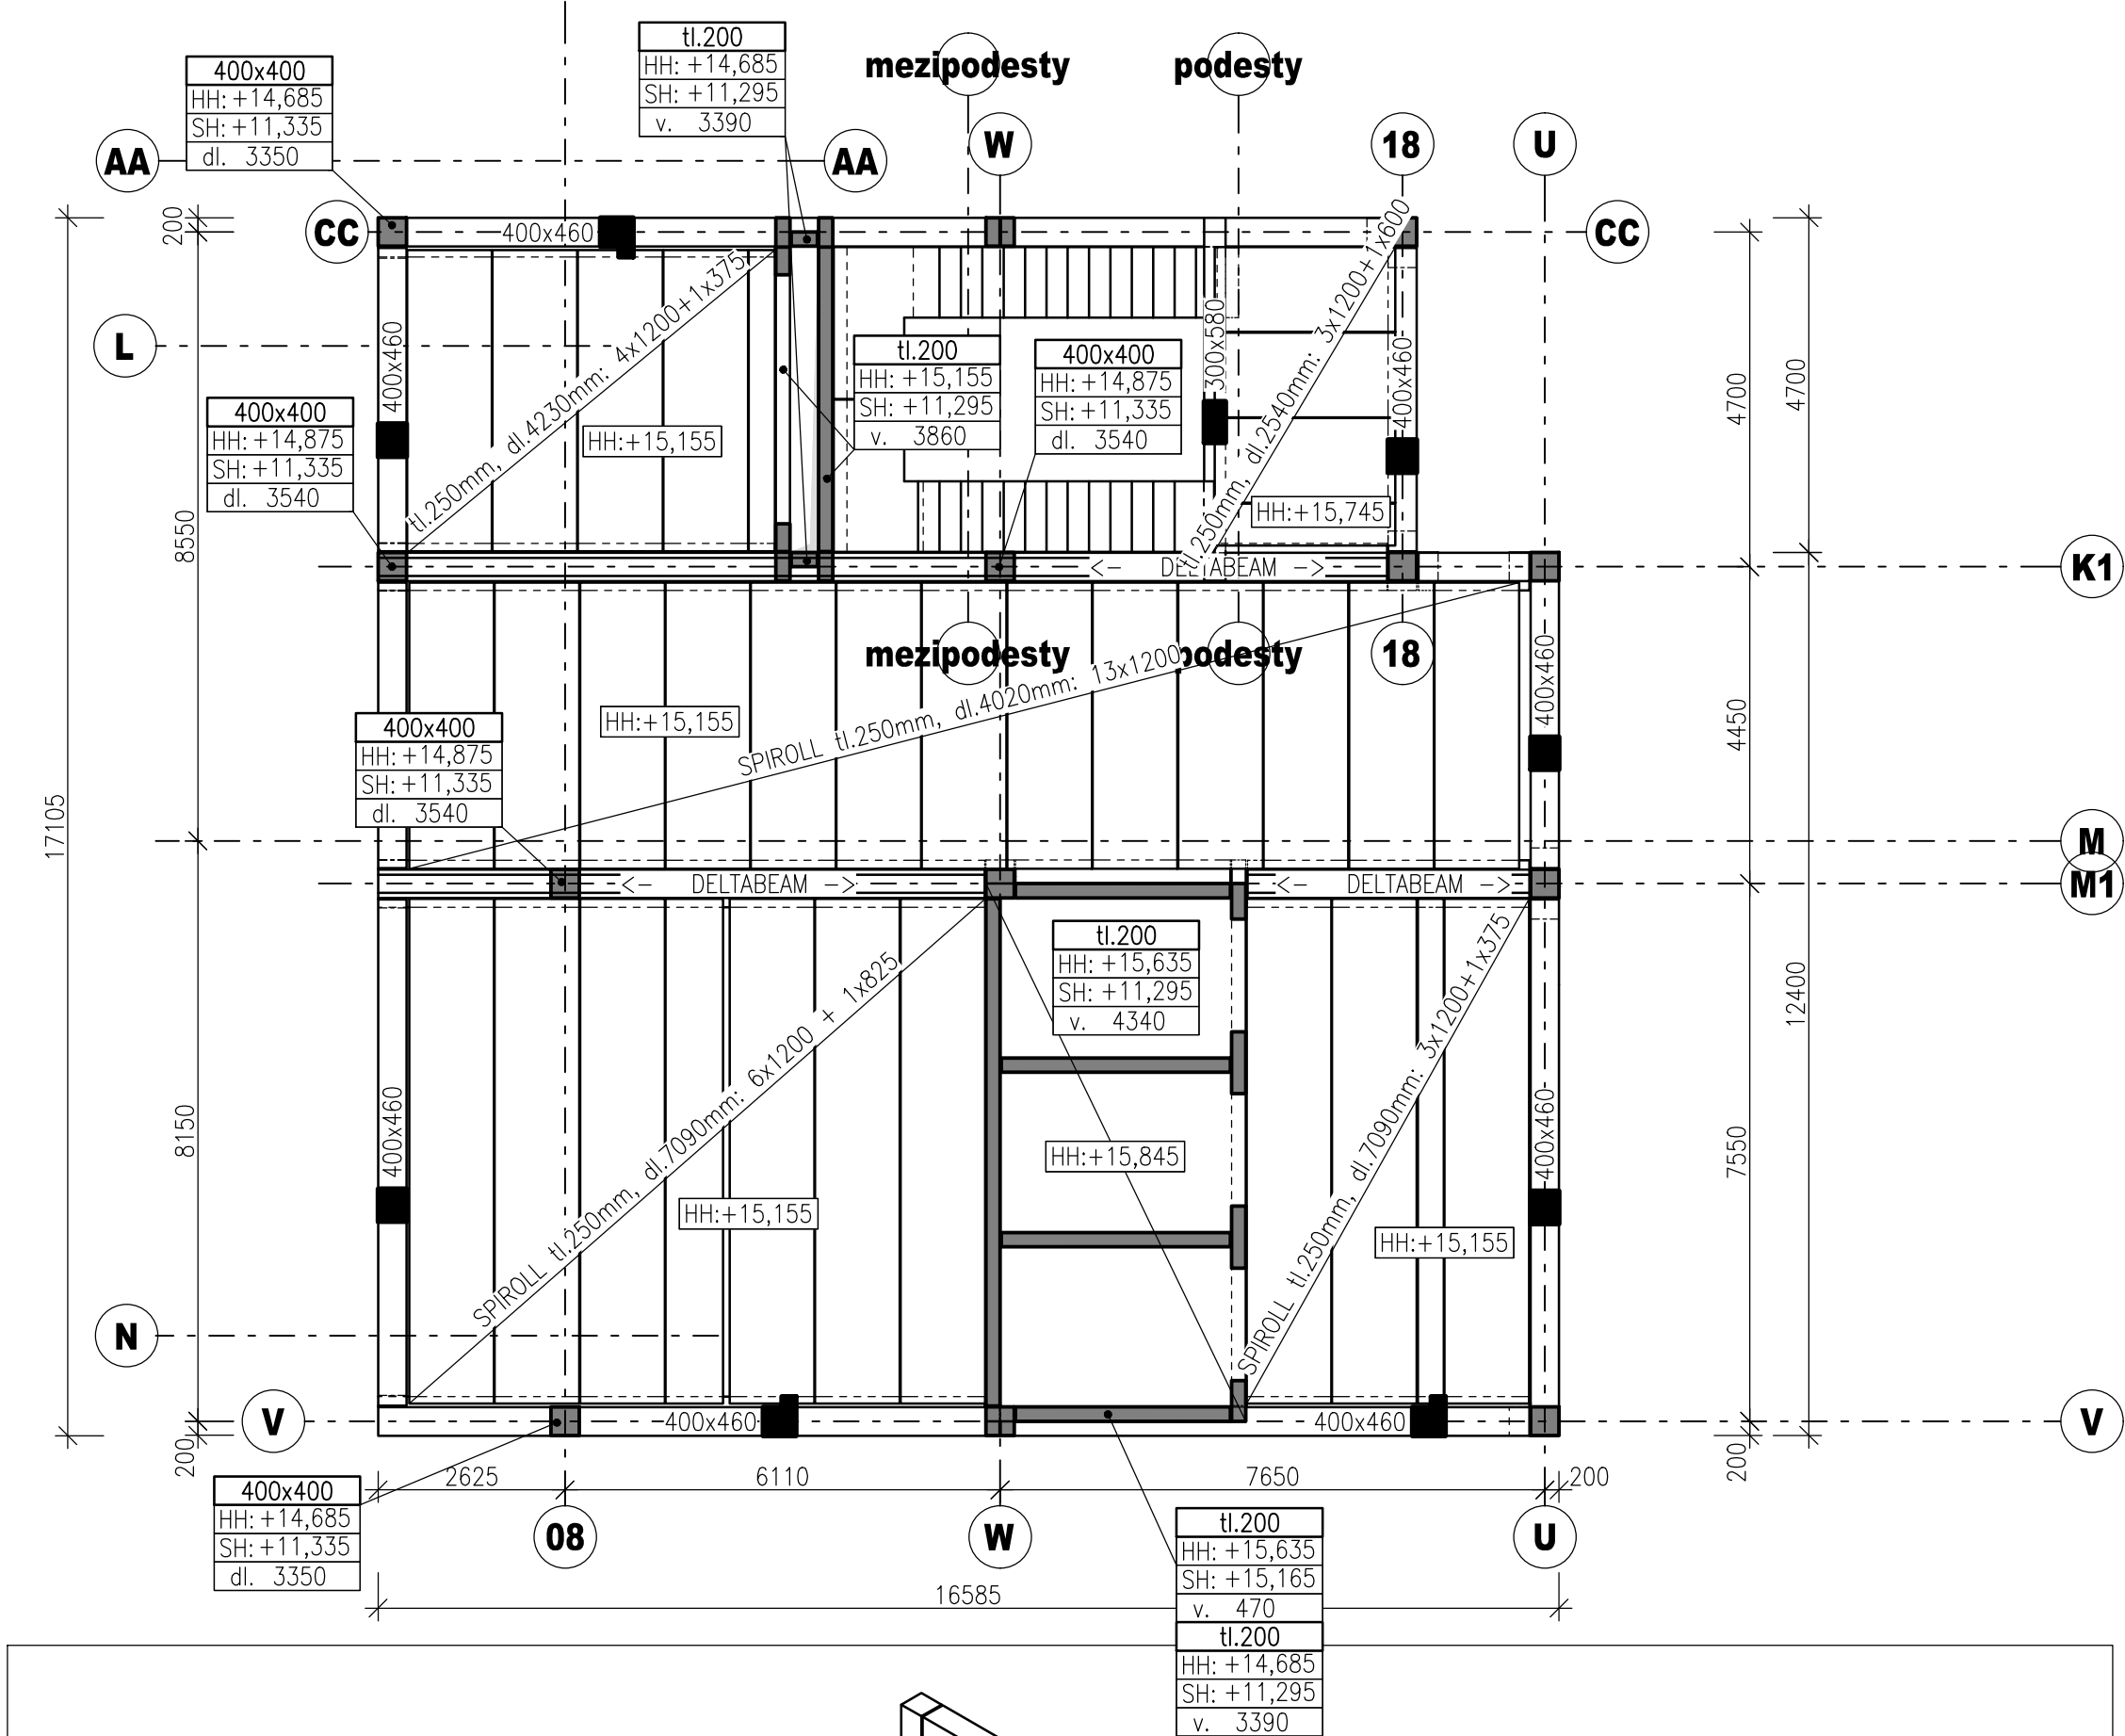 tl.200
HH: +14,685
SH: +11,295
v. 3390
400x400
HH: +14,685
SH: +11,335
dl. 3350
mezipodesty
podesty
AA
AA
W
18
U
CC
400x460
CC
200
L
400x460
tl.250mm, dl.4230mm: 4x1200+1x375
HH:+15,155
400x400
HH: +14,875
SH: +11,335
dl. 3540
tl.200
HH: +15,155
SH: +11,295
v. 3860
400x400
HH: +14,875
SH: +11,335
dl. 3540
300x580
tl.250mm, dl.2540mm: 3x1200+1x600
400x460
HH:+15,745
4700
4700
8550
<- DELTABEAM ->
K1
mezipodesty
podesty
18
400x460
HH:+15,155
SPIROLL tl.250mm, dl.4020mm: 13x1200
4450
400x400
HH: +14,875
SH: +11,335
dl. 3540
17105
M
<- DELTABEAM ->
<- DELTABEAM ->
M1
tl.200
HH: +15,635
SH: +11,295
v. 4340
12400
400x460
8150
SPIROLL tl.250mm, dl.7090mm: 6x1200 + 1x825
HH:+15,155
HH:+15,845
SPIROLL tl.250mm, dl.7090mm: 3x1200+1x375
HH:+15,155
400x460
7550
N
V
400x460
400x460
V
200
200
2625
6110
7650
200
400x400
HH: +14,685
SH: +11,335
dl. 3350
08
W
U
16585
tl.200
HH: +15,635
SH: +15,165
v. 470
tl.200
HH: +14,685
SH: +11,295
v. 3390